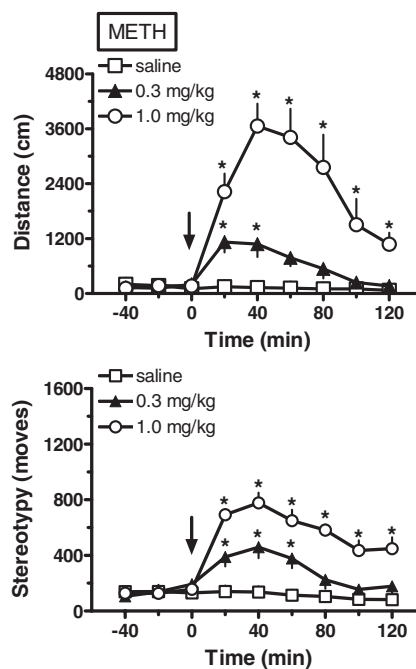 METH
saline
0.3 mg/kg
1.0 mg/kg
Distance (cm)
4800
3600
2400
1200
0
* * * * * *
* *
-40 0 40 80 120
Time (min)
saline
0.3 mg/kg
1.0 mg/kg
Stereotypy (moves)
1600
1200
800
400
0
* * * * * *
* * *
-40 0 40 80 120
Time (min)